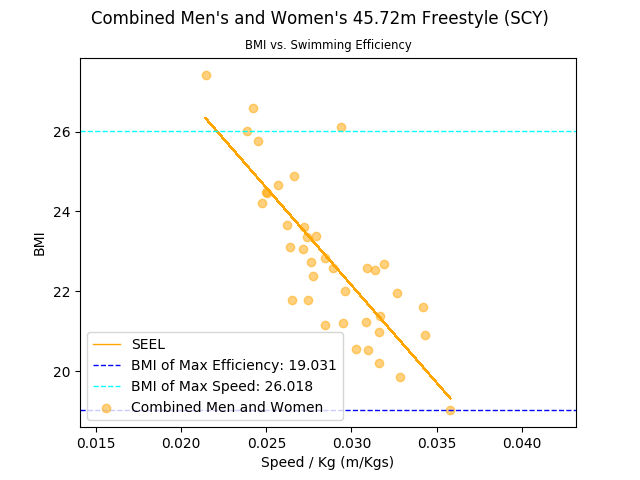 Combined Men's and Women's 45.72m Freestyle (SCY)
BMI vs. Swimming Efficiency
BMI
26
24
22
20
SEEL
BMI of Max Efficiency: 19.031
BMI of Max Speed: 26.018
Combined Men and Women
0.015 0.020 0.025 0.030 0.035 0.040
Speed / Kg (m/Kgs)